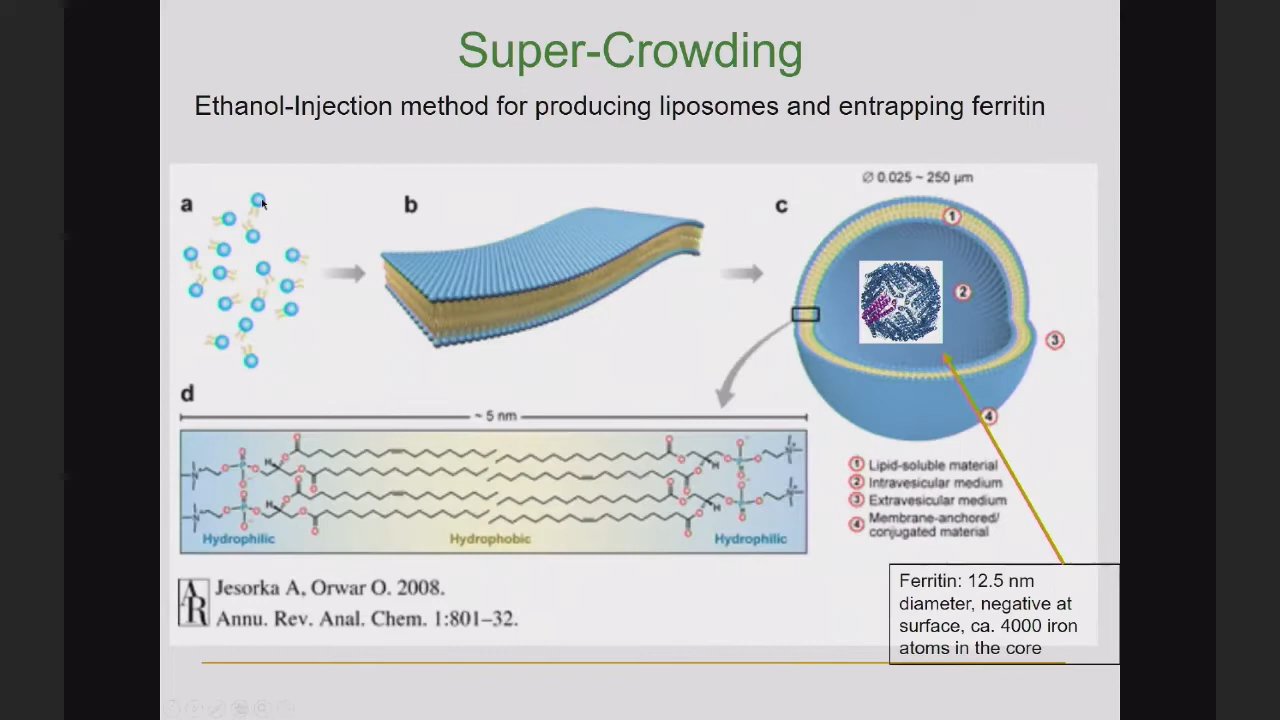 Super-Crowding
Ethanol-Injection method for producing liposomes and entrapping ferritin
a
b
c
Ø 0.025 ~ 250 µm
1
2
3
4
d
~ 5 nm
Hydrophilic
Hydrophobic
Hydrophilic
1 Lipid-soluble material
2 Intravesicular medium
3 Extravesicular medium
4 Membrane-anchored/
conjugated material
AR
Jesorka A, Orwar O. 2008.
Annu. Rev. Anal. Chem. 1:801–32.
Ferritin: 12.5 nm
diameter, negative at
surface, ca. 4000 iron
atoms in the core